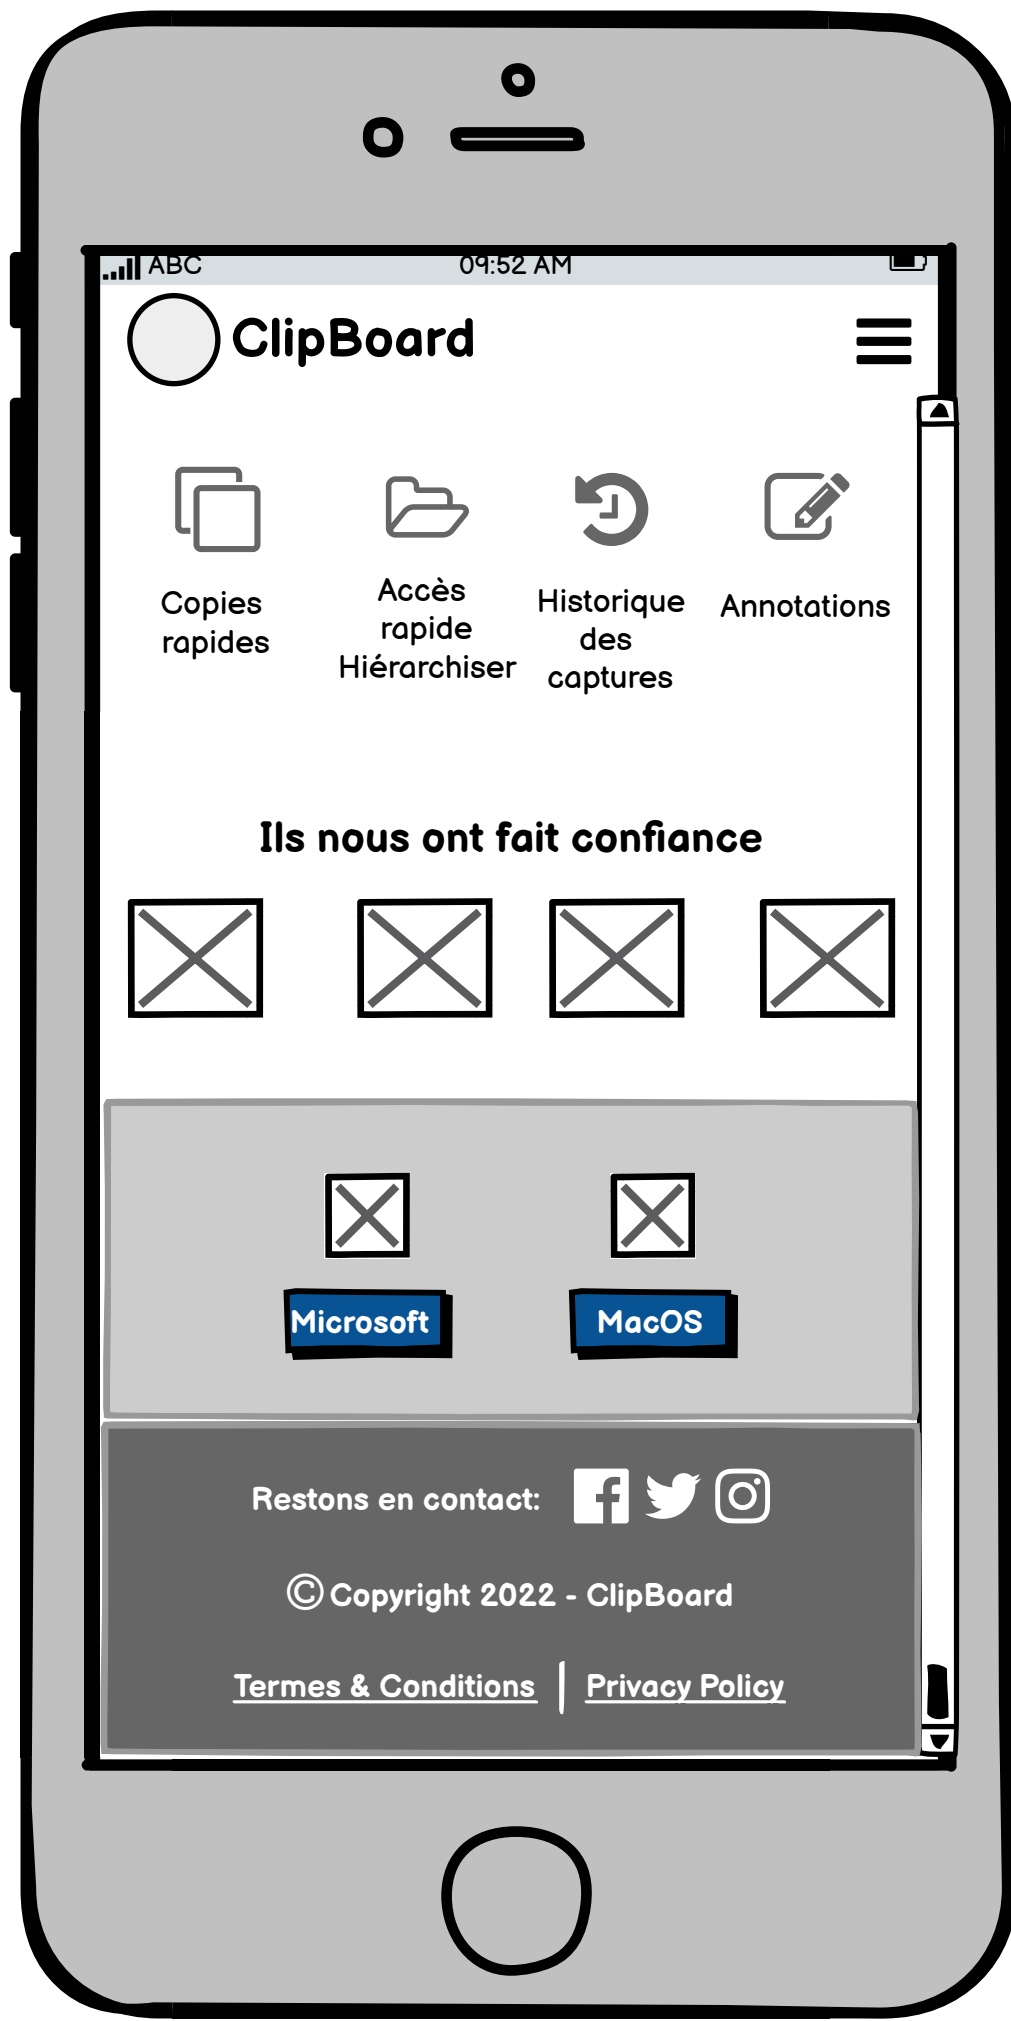 ABC 09:52 AM
ClipBoard
Copies
rapides
Accès
rapide
Hiérarchiser
Historique
des
captures
Annotations
Ils nous ont fait confiance
Microsoft
MacOS
Restons en contact:
© Copyright 2022 - ClipBoard
Termes & Conditions | Privacy Policy